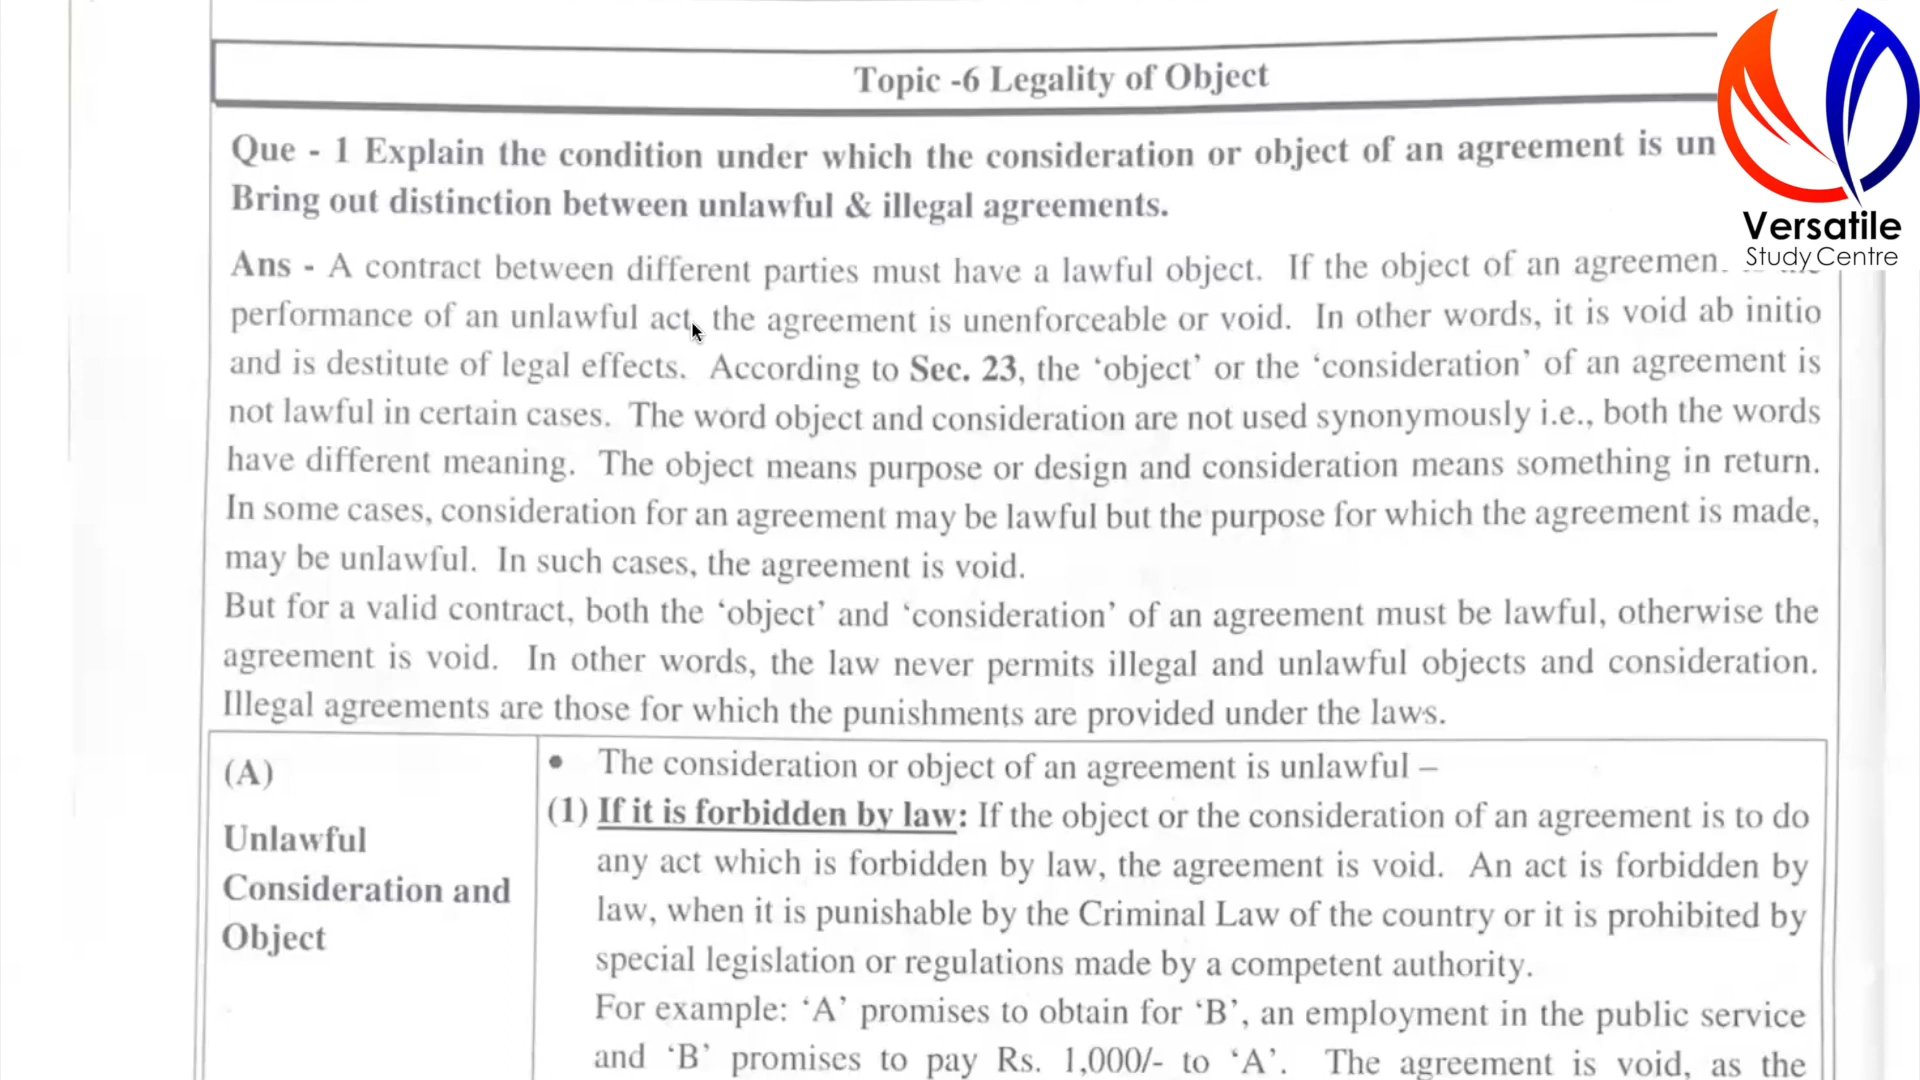 Topic -6 Legality of Object
Que - 1 Explain the condition under which the consideration or object of an agreement is un
Bring out distinction between unlawful & illegal agreements.
Ans - A contract between different parties must have a lawful object. If the object of an agreemen
performance of an unlawful act, the agreement is unenforceable or void. In other words, it is void ab initio
and is destitute of legal effects. According to Sec. 23, the ‘object’ or the ‘consideration’ of an agreement is
not lawful in certain cases. The word object and consideration are not used synonymously i.e., both the words
have different meaning. The object means purpose or design and consideration means something in return.
In some cases, consideration for an agreement may be lawful but the purpose for which the agreement is made,
may be unlawful. In such cases, the agreement is void.
But for a valid contract, both the ‘object’ and ‘consideration’ of an agreement must be lawful, otherwise the
agreement is void. In other words, the law never permits illegal and unlawful objects and consideration.
Illegal agreements are those for which the punishments are provided under the laws.
(A)
Unlawful
Consideration and
Object
• The consideration or object of an agreement is unlawful –
(1) If it is forbidden by law: If the object or the consideration of an agreement is to do
any act which is forbidden by law, the agreement is void. An act is forbidden by
law, when it is punishable by the Criminal Law of the country or it is prohibited by
special legislation or regulations made by a competent authority.
For example: ‘A’ promises to obtain for ‘B’, an employment in the public service
and ‘B’ promises to pay Rs. 1,000/- to ‘A’. The agreement is void, as the
Versatile
Study Centre